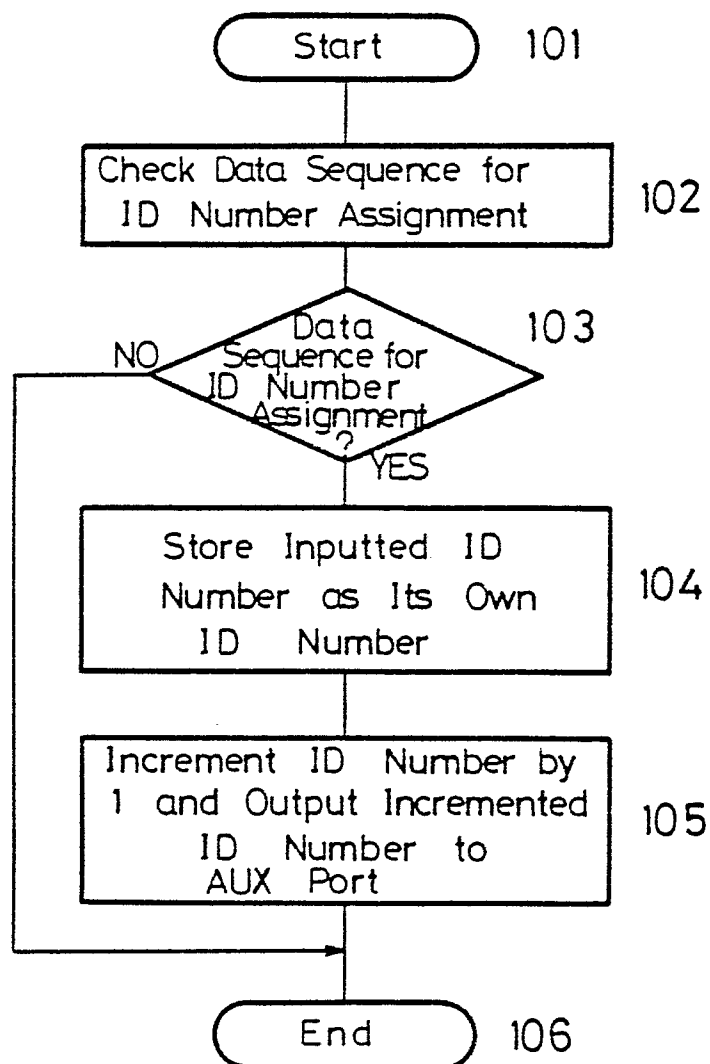 Start
101
Check Data Sequence for
ID Number Assignment
102
Data
Sequence for
ID Number
Assignment
?
103
NO
YES
Store Inputted ID
Number as Its Own
ID Number
104
Increment ID Number by
1 and Output Incremented
ID Number to
AUX Port
105
End
106